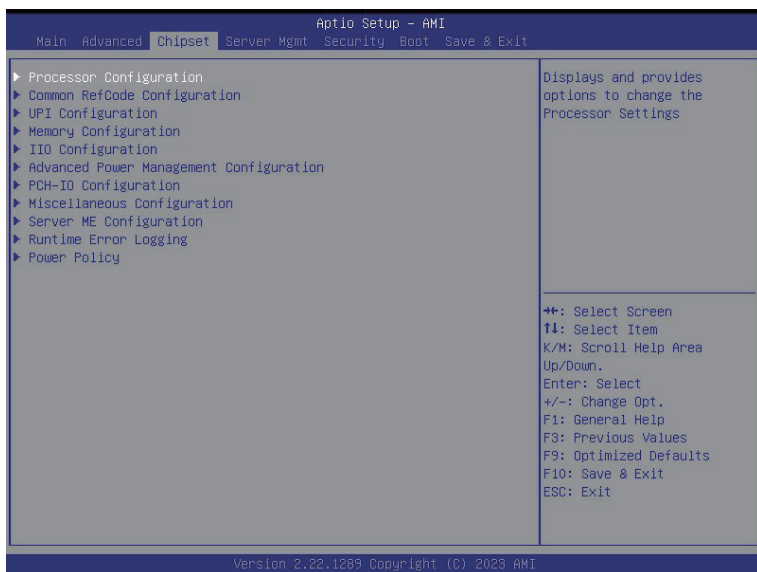 Aptio Setup – AMI
Main Advanced Chipset Server Mgmt Security Boot Save & Exit
▶ Processor Configuration
▶ Common RefCode Configuration
▶ UPI Configuration
▶ Memory Configuration
▶ IIO Configuration
▶ Advanced Power Management Configuration
▶ PCH-IO Configuration
▶ Miscellaneous Configuration
▶ Server ME Configuration
▶ Runtime Error Logging
▶ Power Policy
Displays and provides
options to change the
Processor Settings
→←: Select Screen
↑↓: Select Item
K/M: Scroll Help Area
Up/Down.
Enter: Select
+/-: Change Opt.
F1: General Help
F3: Previous Values
F9: Optimized Defaults
F10: Save & Exit
ESC: Exit
Version 2.22.1289 Copyright (C) 2023 AMI